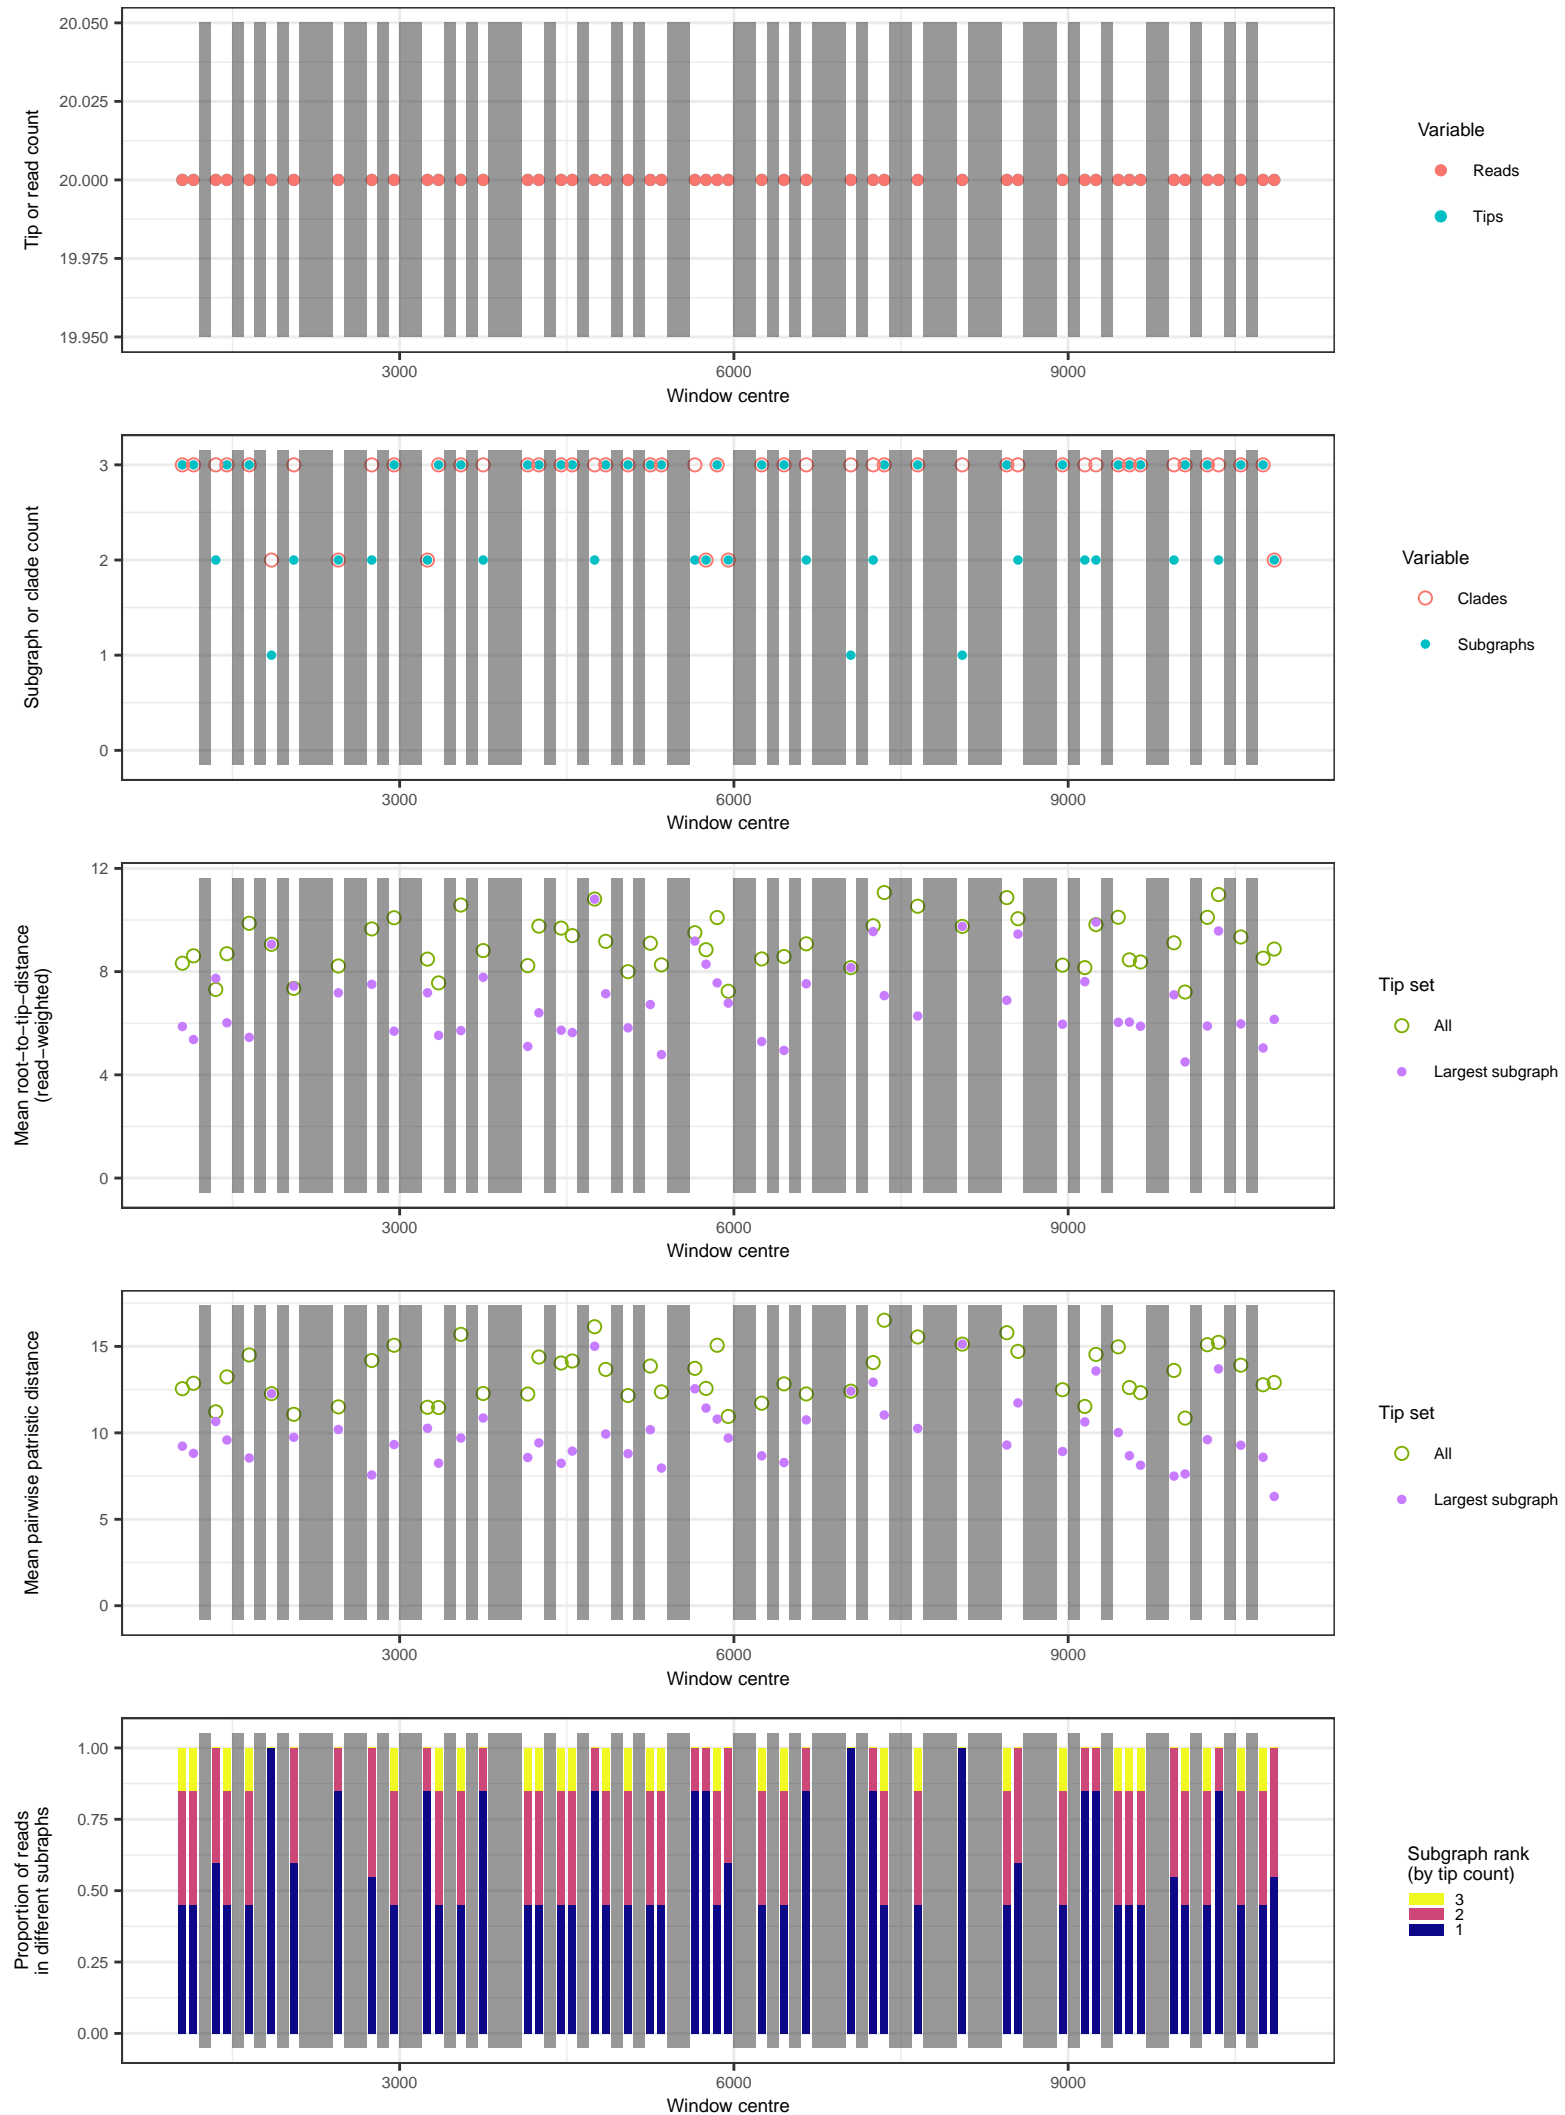 20.050
20.025
20.000
19.975
19.950
Tip or read count
3000
6000
9000
Window centre
Variable
Reads
Tips
3
2
1
0
Subgraph or clade count
3000
6000
9000
Window centre
Variable
Clades
Subgraphs
12
8
4
0
Mean root−to−tip−distance
(read−weighted)
3000
6000
9000
Window centre
Tip set
All
Largest subgraph
15
10
5
0
Mean pairwise patristic distance
3000
6000
9000
Window centre
Tip set
All
Largest subgraph
1.00
0.75
0.50
0.25
0.00
Proportion of reads
in different subraphs
3000
6000
9000
Window centre
Subgraph rank
(by tip count)
3
2
1